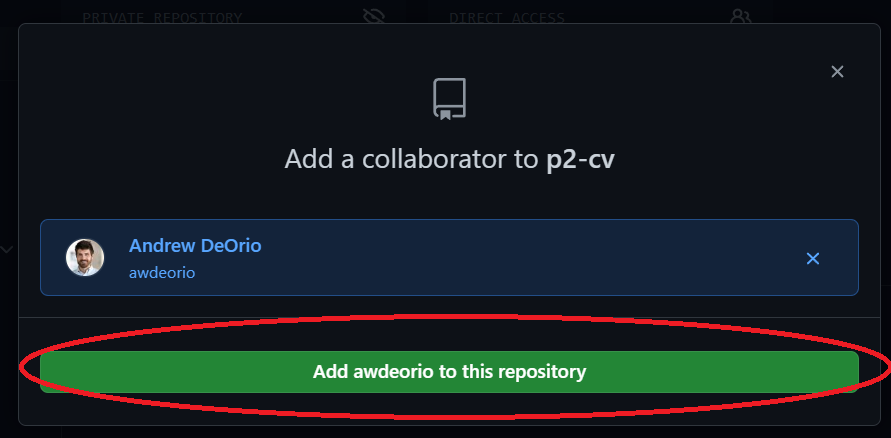 PRIVATE REPOSITORY DIRECT ACCESS
Add a collaborator to p2-cv
Andrew DeOrio
awdeorio
Add awdeorio to this repository